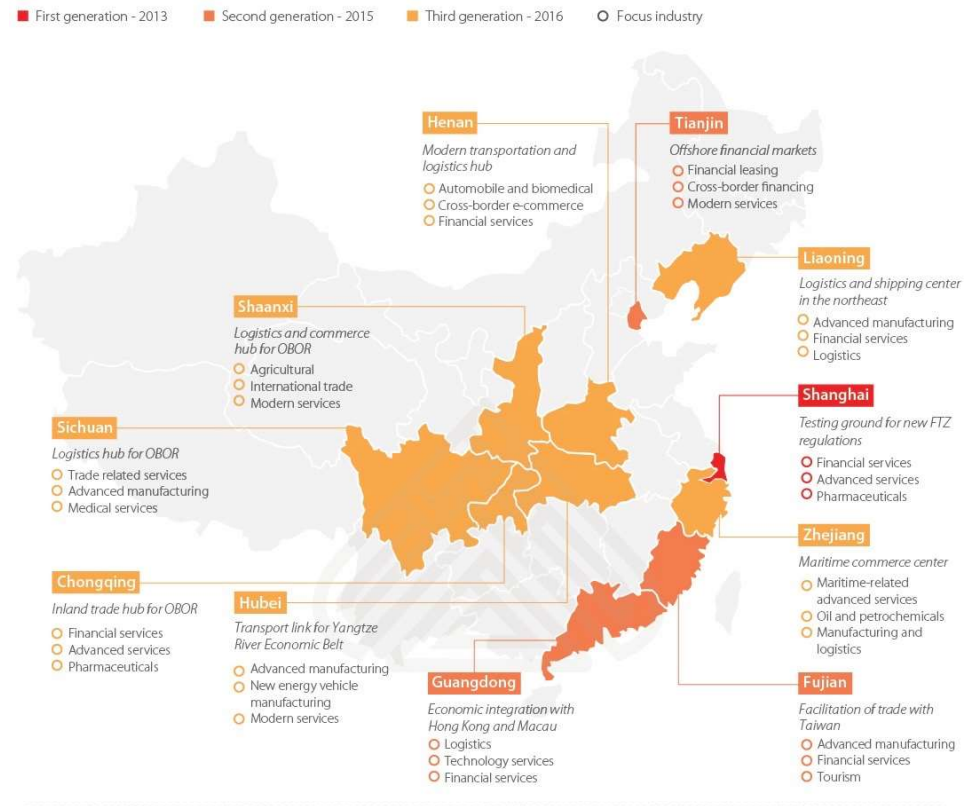 First generation - 2013
Second generation - 2015
Third generation - 2016
Focus industry
Henan
Modern transportation and
logistics hub
Automobile and biomedical
Cross-border e-commerce
Financial services
Tianjin
Offshore financial markets
Financial leasing
Cross-border financing
Modern services
Liaoning
Logistics and shipping center
in the northeast
Advanced manufacturing
Financial services
Logistics
Shaanxi
Logistics and commerce
hub for OBOR
Agricultural
International trade
Modern services
Shanghai
Testing ground for new FTZ
regulations
Financial services
Advanced services
Pharmaceuticals
Sichuan
Logistics hub for OBOR
Trade related services
Advanced manufacturing
Medical services
Zhejiang
Maritime commerce center
Maritime-related
advanced services
Oil and petrochemicals
Manufacturing and
logistics
Chongqing
Inland trade hub for OBOR
Financial services
Advanced services
Pharmaceuticals
Hubei
Transport link for Yangtze
River Economic Belt
Advanced manufacturing
New energy vehicle
manufacturing
Modern services
Guangdong
Economic integration with
Hong Kong and Macau
Logistics
Technology services
Financial services
Fujian
Facilitation of trade with
Taiwan
Advanced manufacturing
Financial services
Tourism